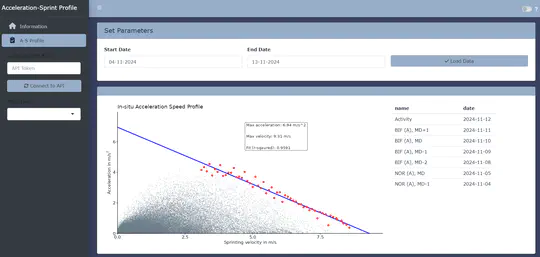 Acceleration-Sprint Profile
Information
A-S Profile
API Token
Connect to API
Set Parameters
Start Date
End Date
04-11-2024
12-11-2024
Load Data
In-situ Acceleration Speed Profile
Max acceleration: 6.94 m/s^2
Max velocity: 9.31 m/s
Fit (r-squared): 0.9591
Acceleration in m/s²
6
4
2
0
0.0
2.5
5.0
7.5
Sprinting velocity in m/s
name date
Activity 2024-11-12
BEF (A), MD+1 2024-11-11
BEF (A), MD 2024-11-10
BEF (A), MD-1 2024-11-09
BEF (A), MD-2 2024-11-08
NOR (A), MD 2024-11-05
NOR (A), MD-1 2024-11-04